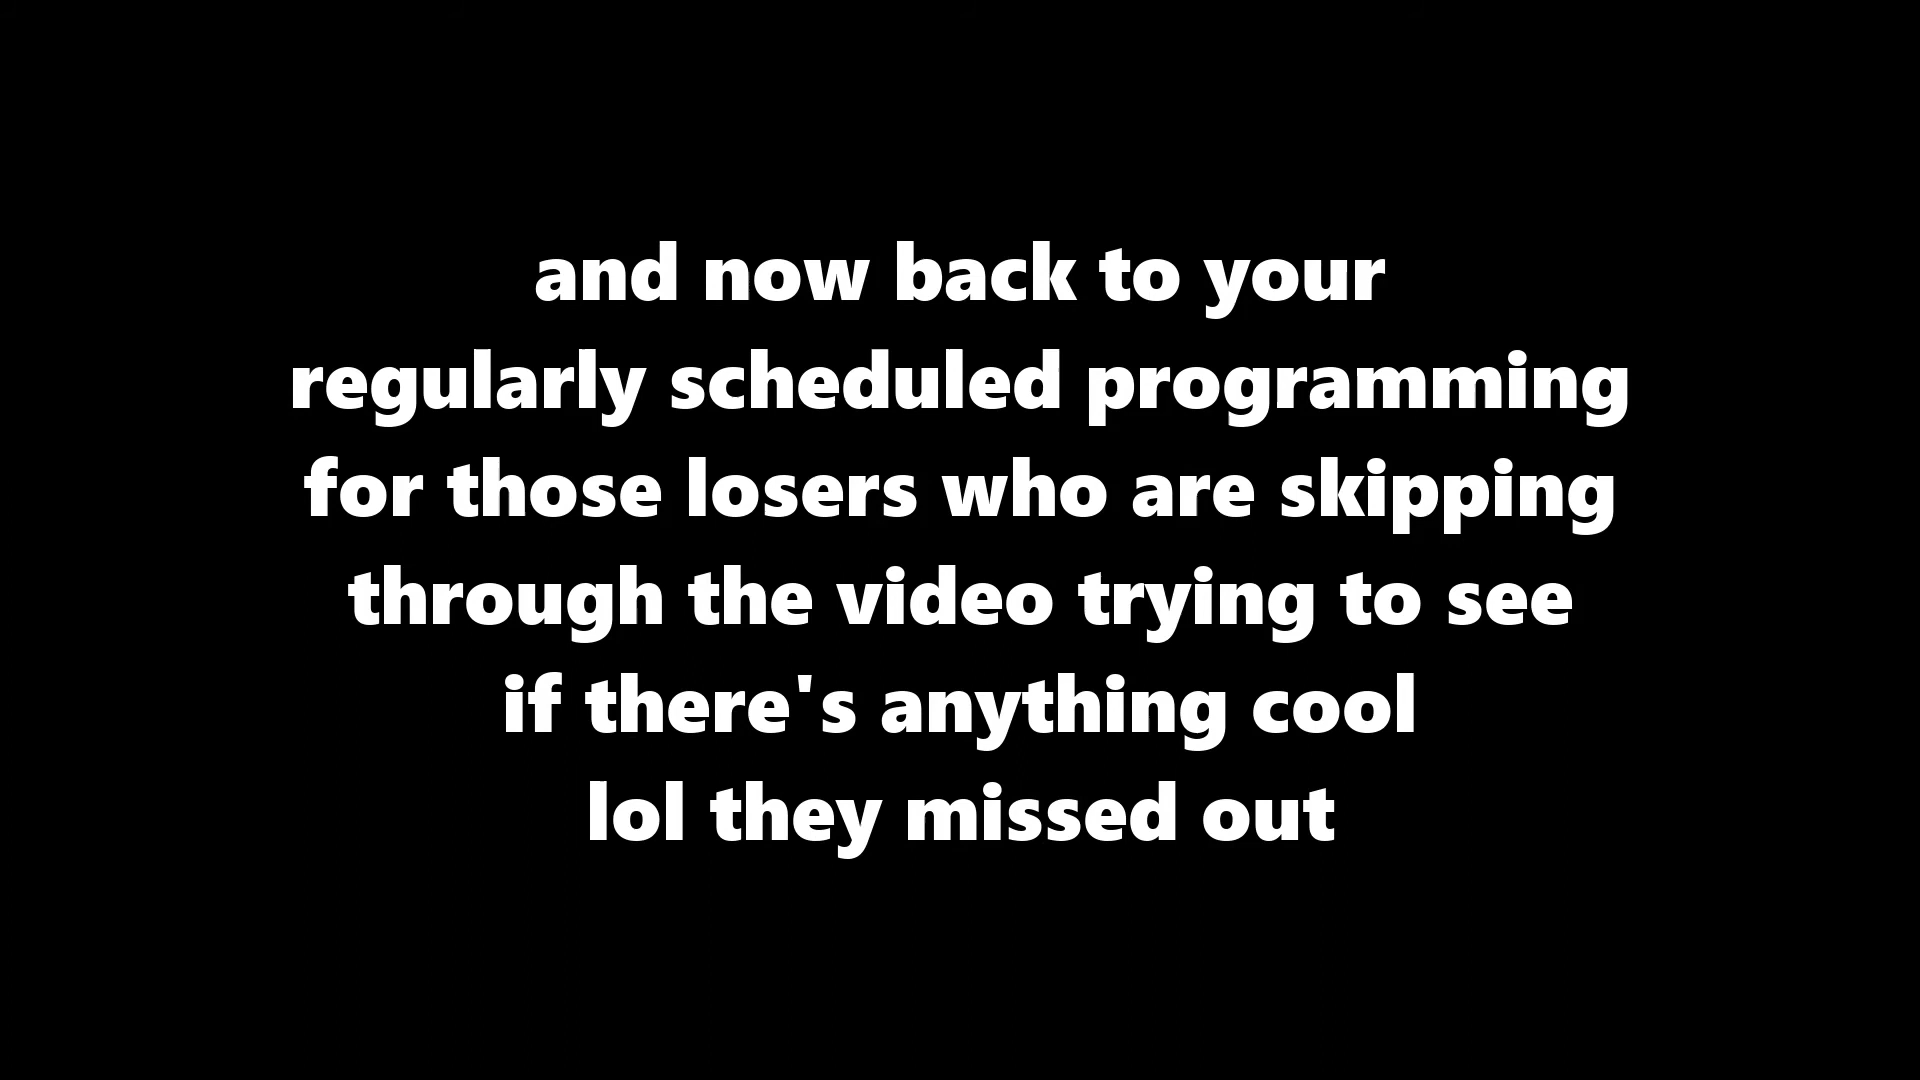 and now back to your
regularly scheduled programming
for those losers who are skipping
through the video trying to see
if there's anything cool
lol they missed out